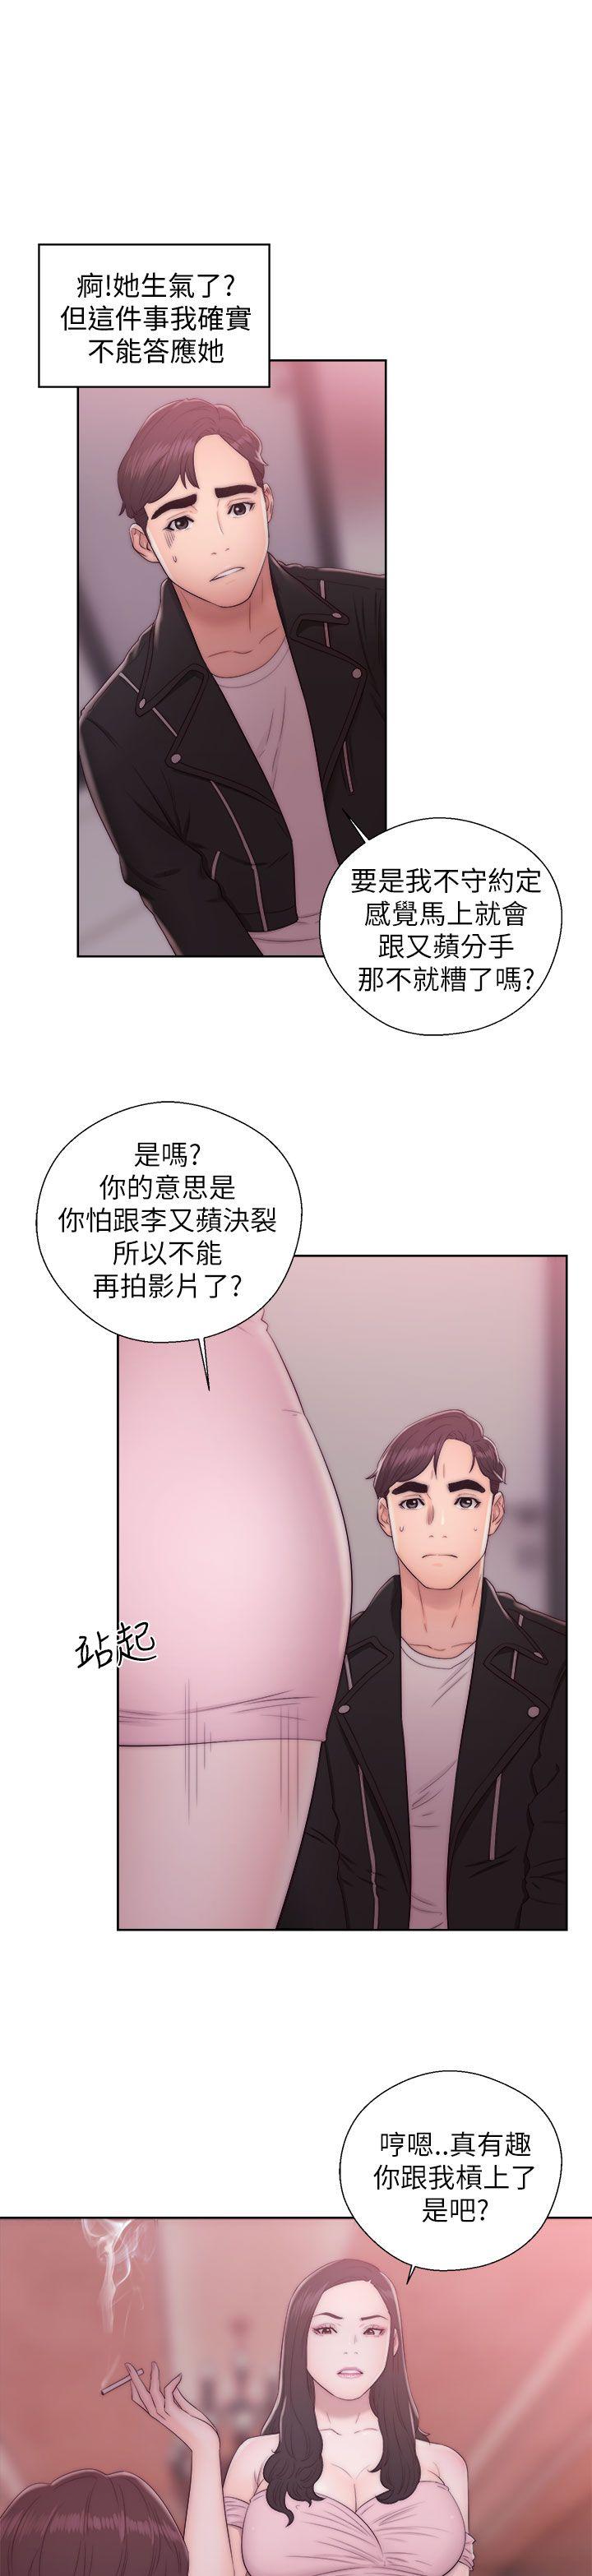 痾!她生氣了?
但這件事我確實
不能答應她
要是我不守約定
感覺馬上就會
跟又蘋分手
那不就糟了嗎?
是嗎?
你的意思是
你怕跟李又蘋決裂
所以不能
再拍影片了?
站起
哼嗯..真有趣
你跟我槓上了
是吧?